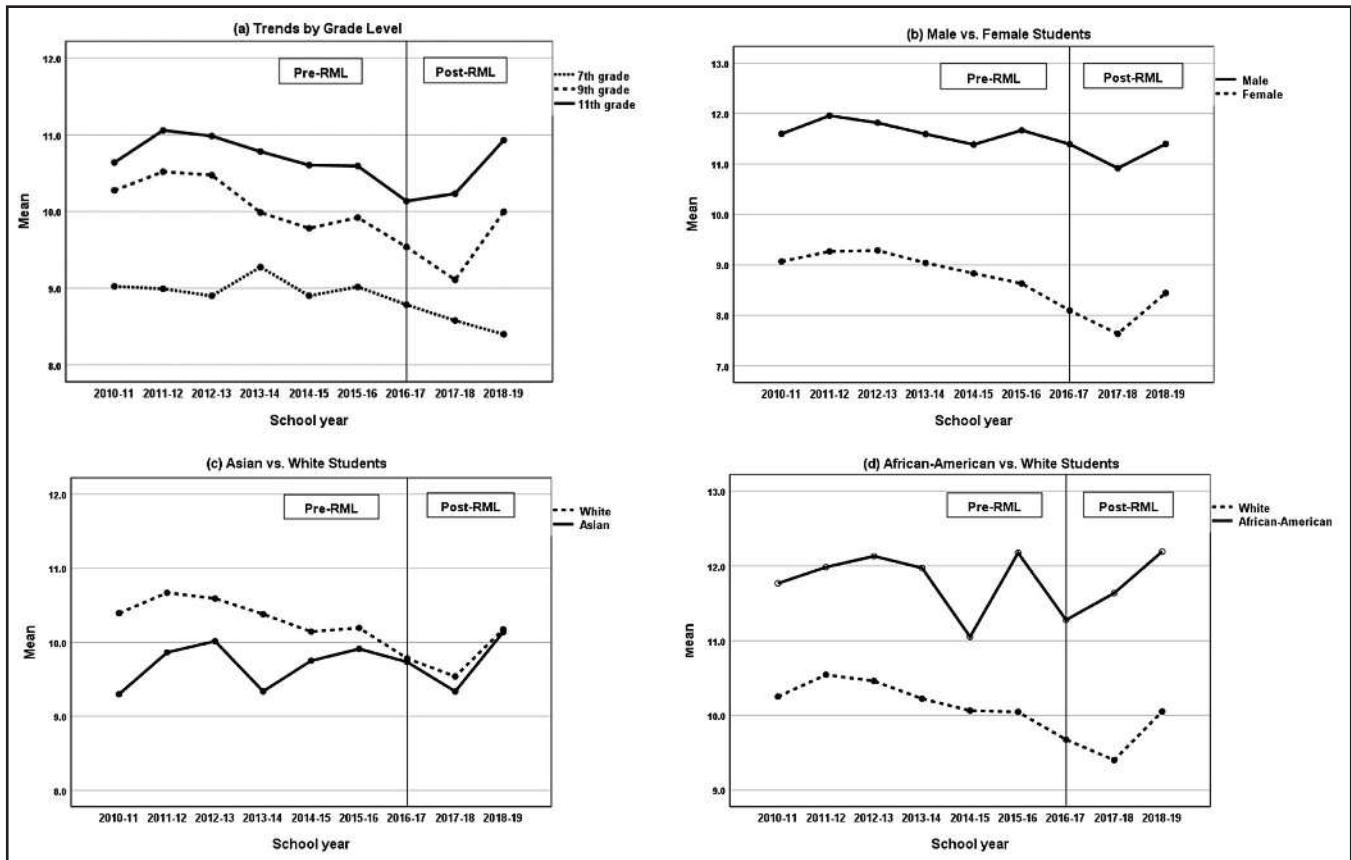 (a) Trends by Grade Level
12.0
11.0
10.0
9.0
8.0
Mean
Pre-RML
Post-RML
7th grade
9th grade
11th grade
2010-11 2011-12 2012-13 2013-14 2014-15 2015-16 2016-17 2017-18 2018-19
School year
(b) Male vs. Female Students
13.0
12.0
11.0
10.0
9.0
8.0
7.0
Mean
Pre-RML
Post-RML
Male
Female
2010-11 2011-12 2012-13 2013-14 2014-15 2015-16 2016-17 2017-18 2018-19
School year
(c) Asian vs. White Students
12.0
11.0
10.0
9.0
8.0
Mean
Pre-RML
Post-RML
White
Asian
2010-11 2011-12 2012-13 2013-14 2014-15 2015-16 2016-17 2017-18 2018-19
School year
(d) African-American vs. White Students
13.0
12.0
11.0
10.0
9.0
Mean
Pre-RML
Post-RML
White
African-American
2010-11 2011-12 2012-13 2013-14 2014-15 2015-16 2016-17 2017-18 2018-19
School year